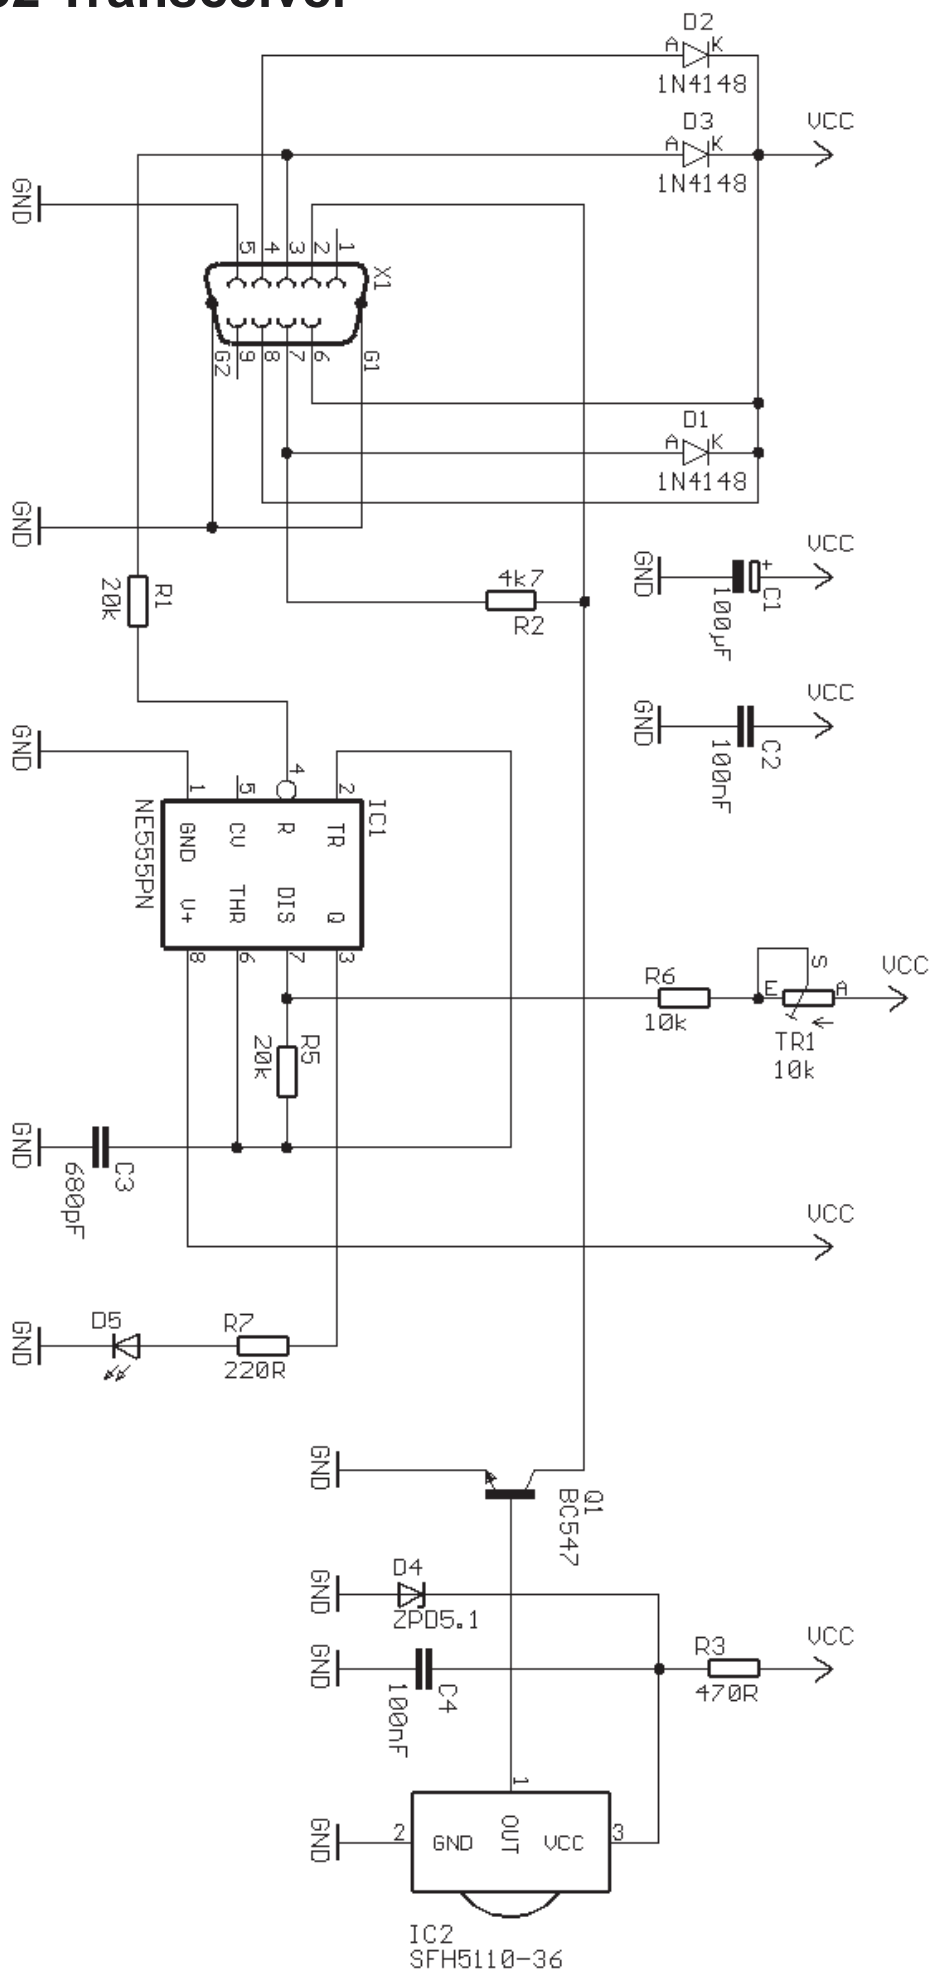 Transceiver
D2
A K
1N4148
D3
VCC
A K
1N4148
GND
5 4 3 2 1
X1
G2 9 8 7 6 G1
D1
A K
1N4148
GND
VCC
GND
+
C1
100µF
R1
20k
4k7
R2
VCC
GND
C2
100nF
GND
1 5 4 2
IC1
NE555PN
GND CV R TR
V+ THR DIS Q
8 6 7 3
R6
10k
S
E A
VCC
TR1
10k
R5
20k
GND
C3
680pF
VCC
D5
R7
220R
GND
GND
Q1
BC547
D4
ZPD5.1
GND
R3
470R
VCC
GND
C4
100nF
1
GND
2
GND OUT VCC
3
IC2
SFH5110-36